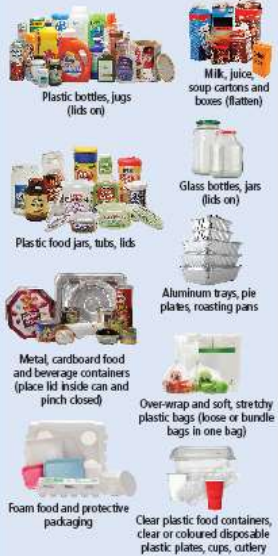 Plastic bottles, jugs
(lids on)
Milk, juice,
soup cartons and
boxes (flatten)
Glass bottles, jars
(lids on)
Plastic food jars, tubs, lids
Aluminum trays, pie
plates, roasting pans
Metal, cardboard food
and beverage containers
(place lid inside can and
pinch closed)
Over-wrap and soft, stretchy
plastic bags (loose or bundle
bags in one bag)
Foam food and protective
packaging
Clear plastic food containers,
clear or coloured disposable
plastic plates, cups, cutlery